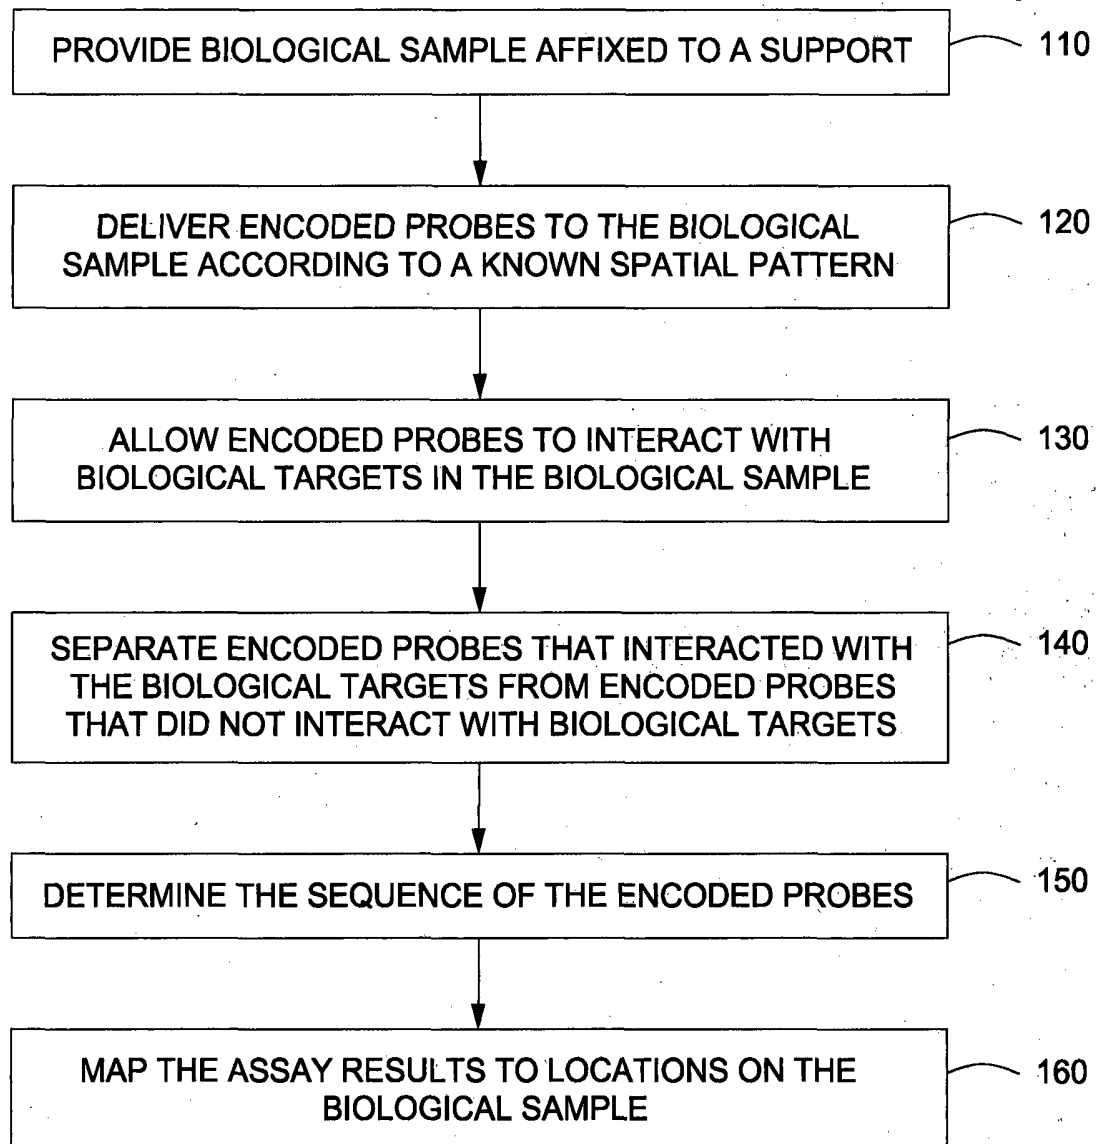 PROVIDE BIOLOGICAL SAMPLE AFFIXED TO A SUPPORT
110
DELIVER ENCODED PROBES TO THE BIOLOGICAL
SAMPLE ACCORDING TO A KNOWN SPATIAL PATTERN
120
ALLOW ENCODED PROBES TO INTERACT WITH
BIOLOGICAL TARGETS IN THE BIOLOGICAL SAMPLE
130
SEPARATE ENCODED PROBES THAT INTERACTED WITH
THE BIOLOGICAL TARGETS FROM ENCODED PROBES
THAT DID NOT INTERACT WITH BIOLOGICAL TARGETS
140
DETERMINE THE SEQUENCE OF THE ENCODED PROBES
150
MAP THE ASSAY RESULTS TO LOCATIONS ON THE
BIOLOGICAL SAMPLE
160